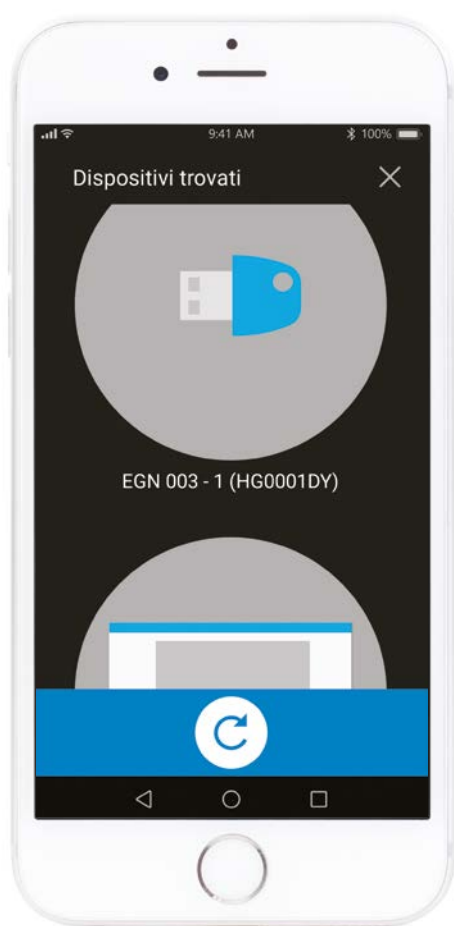 9:41 AM
100%
Dispositivi trovati
EGN 003 - 1 (HG0001DY)